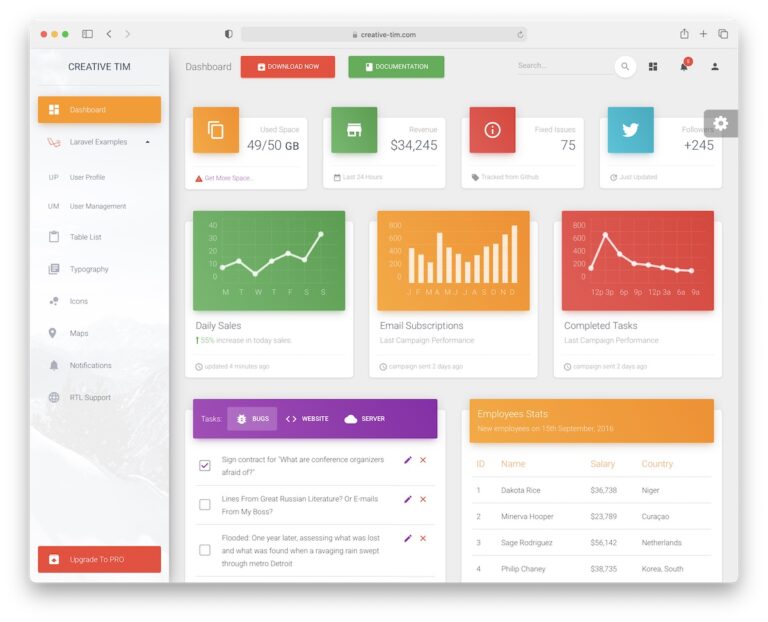 creative-tim.com
CREATIVE TIM
Dashboard
Laravel Examples
UP User Profile
UM User Management
Table List
Typography
Icons
Maps
Notifications
RTL Support
Upgrade To PRO
Dashboard
DOWNLOAD NOW
DOCUMENTATION
Search...
Used Space
49/50 GB
Get More Space...
Revenue
$34,245
Last 24 Hours
Fixed Issues
75
Tracked from Github
Followers
+245
Just Updated
40
30
20
10
0
M T W T F S S
Daily Sales
55% increase in today sales.
updated 4 minutes ago
800
600
400
200
0
J F M A M J J A S O N D
Email Subscriptions
Last Campaign Performance
campaign sent 2 days ago
800
600
400
200
0
12p 3p 6p 9p 12p 3a 6a 9a
Completed Tasks
Last Campaign Performance
campaign sent 2 days ago
Tasks: BUGS WEBSITE SERVER
Sign contract for "What are conference organizers
afraid of?"
Lines From Great Russian Literature? Or E-mails
From My Boss?
Flooded: One year later, assessing what was lost
and what was found when a ravaging rain swept
through metro Detroit
Employees Stats
New employees on 15th September, 2016
ID Name Salary Country
1 Dakota Rice $36,738 Niger
2 Minerva Hooper $23,789 Curaçao
3 Sage Rodriguez $56,142 Netherlands
4 Philip Chaney $38,735 Korea, South